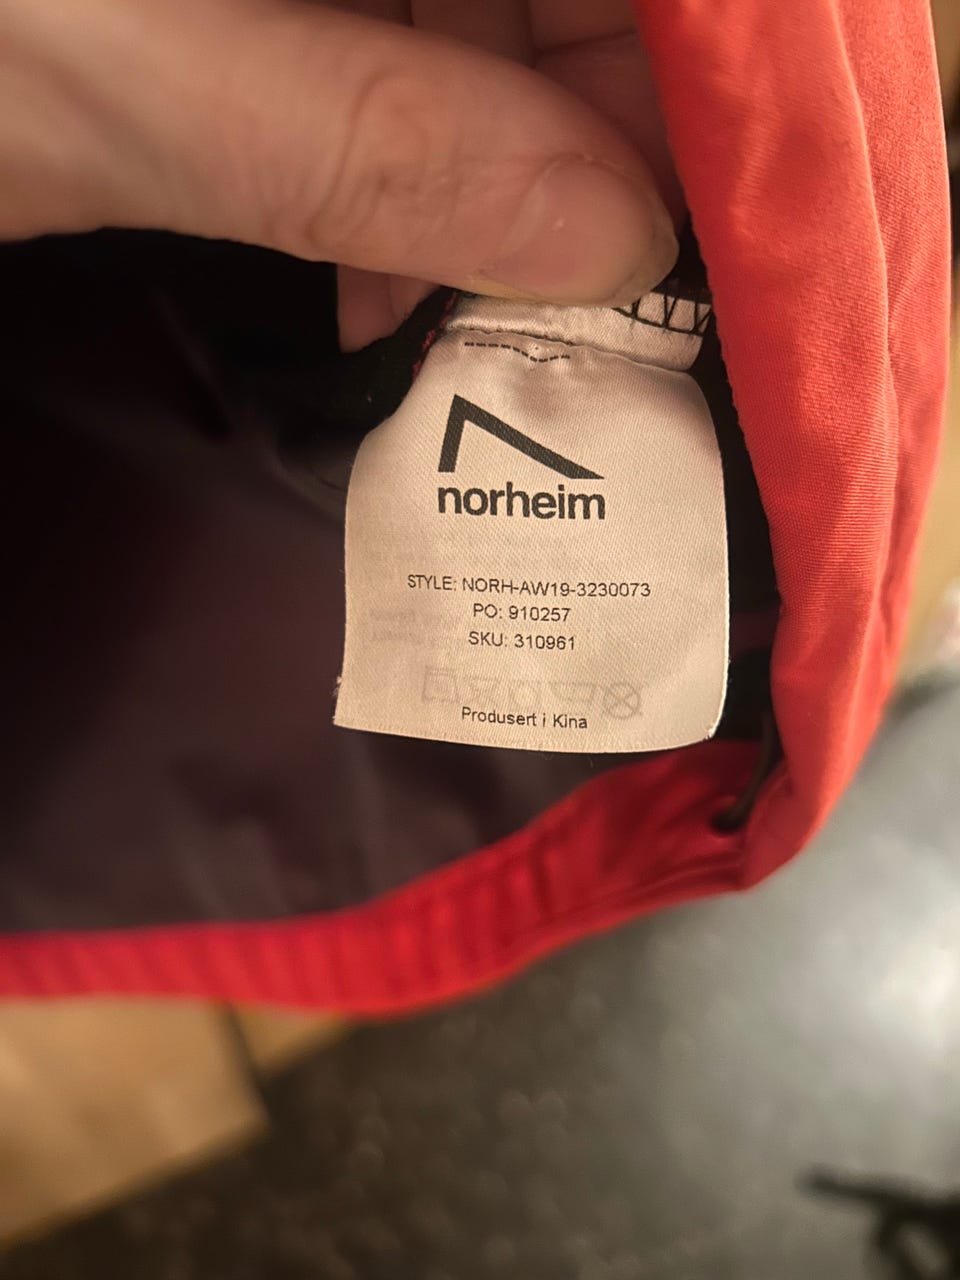 norheim
STYLE: NORH-AW19-3230073
PO: 910257
SKU: 310961
Produsert i Kina